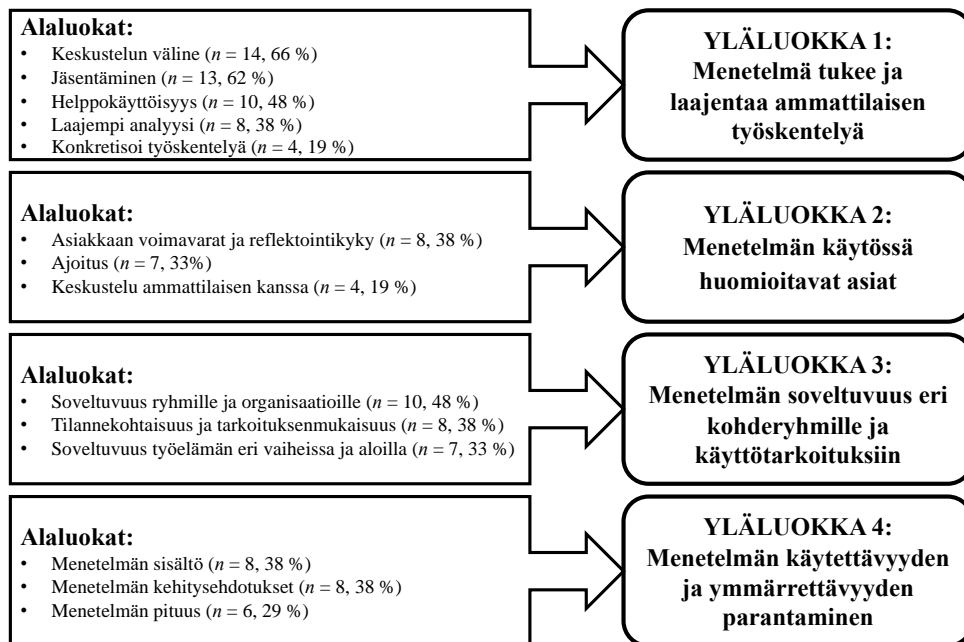 Alaluokat:
• Keskustelun väline (n = 14, 66 %)
• Jäsentäminen (n = 13, 62 %)
• Helppokäyttöisyys (n = 10, 48 %)
• Laajempi analyysi (n = 8, 38 %)
• Konkretisoi työskentelyä (n = 4, 19 %)
YLÄLUOKKA 1:
Menetelmä tukee ja
laajentaa ammattilaisen
työskentelyä
Alaluokat:
• Asiakkaan voimavarat ja reflektointikyky (n = 8, 38 %)
• Ajoitus (n = 7, 33%)
• Keskustelu ammattilaisen kanssa (n = 4, 19 %)
YLÄLUOKKA 2:
Menetelmän käytössä
huomioitavat asiat
Alaluokat:
• Soveltuvuus ryhmille ja organisaatioille (n = 10, 48 %)
• Tilannekohtaisuus ja tarkoituksenmukaisuus (n = 8, 38 %)
• Soveltuvuus työelämän eri vaiheissa ja aloilla (n = 7, 33 %)
YLÄLUOKKA 3:
Menetelmän soveltuvuus eri
kohderyhmille ja
käyttötarkoituksiin
Alaluokat:
• Menetelmän sisältö (n = 8, 38 %)
• Menetelmän kehitysehdotukset (n = 8, 38 %)
• Menetelmän pituus (n = 6, 29 %)
YLÄLUOKKA 4:
Menetelmän käytettävyyden
ja ymmärrettävyyden
parantaminen